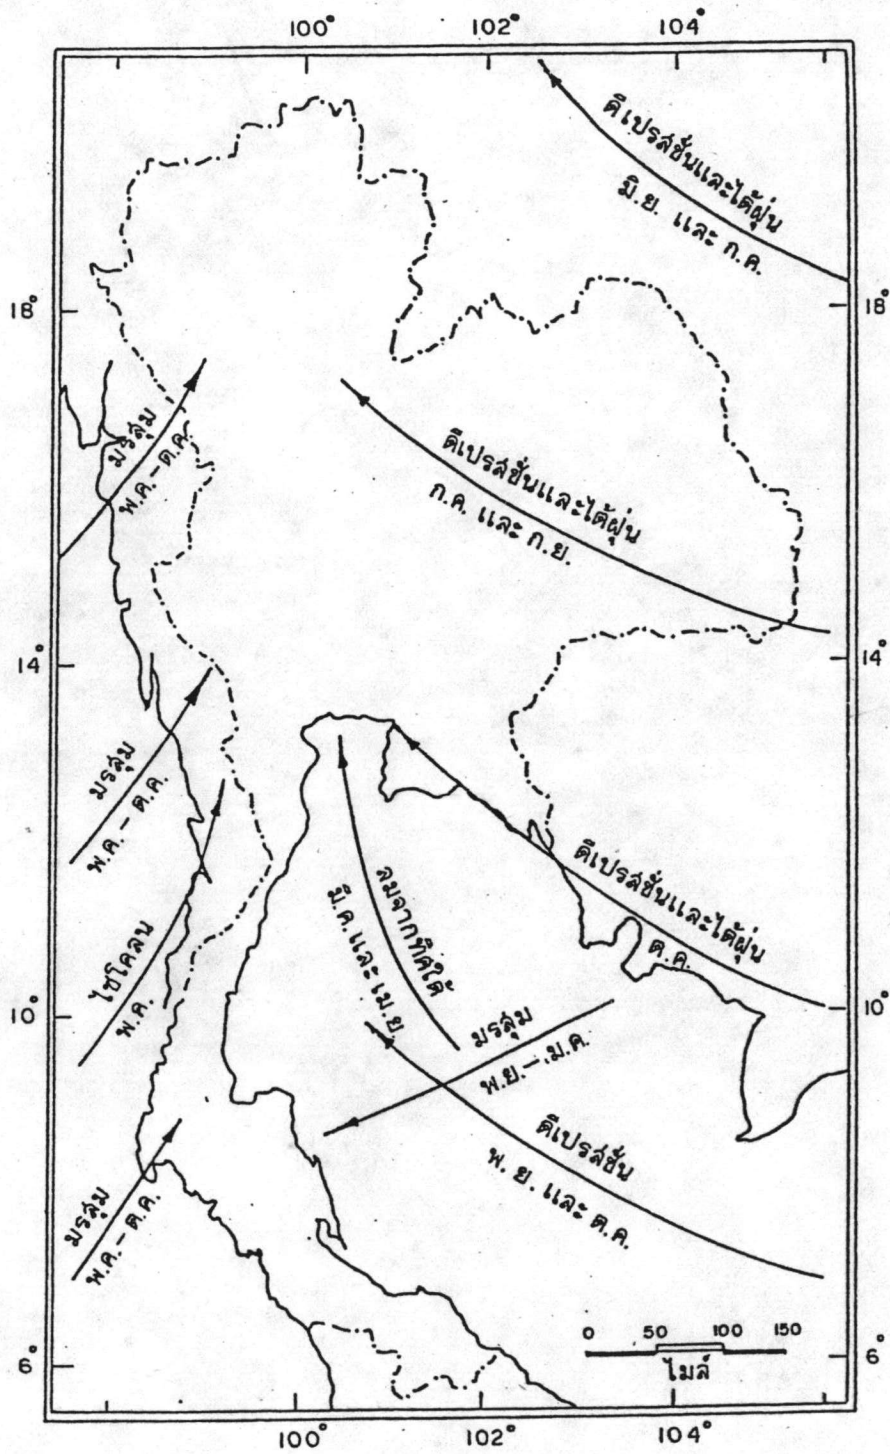 100° 102° 104°
ดีเปรสชั่นและไต้ฝุ่น
มิ.ย. และ ก.ค.
18° 18°
มรสุม
พ.ค.-ต.ค.
ดีเปรสชั่นและไต้ฝุ่น
ก.ค. และ ก.ย.
14° 14°
มรสุม
พ.ค.-ต.ค.
ดีเปรสชั่นและไต้ฝุ่น
ต.ค.
ลมจากทิศใต้
มี.ค. และ เม.ย.
ไซโคลน
พ.ค.
10° 10°
มรสุม
พ.ย.-ม.ค.
ดีเปรสชั่น
พ.ย. และ ต.ค.
มรสุม
พ.ค.-ต.ค.
0 50 100 150
ไมล์
6° 6°
100° 102° 104°